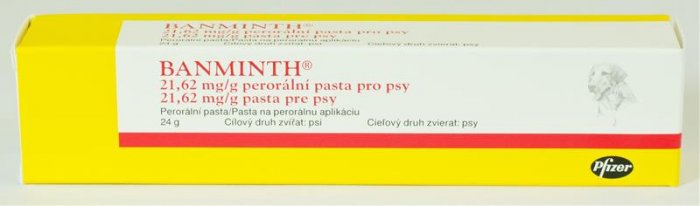 BANMINTH®
21,62 mg/g perorální pasta pro psy
21,62 mg/g pasta pre psy
Perorální pasta/Pasta na perorálnu aplikáciu
24 g Cílový druh zvířat: psi Cieľový druh zvierat: psy
BANMINTH®
21,62 mg/g perorální pasta pro psy
21,62 mg/g pasta pre psy
Perorální pasta/Pasta na perorálnu aplikáciu
24 g Cílový druh zvířat: psi Cieľový druh zvierat: psy
Pfizer